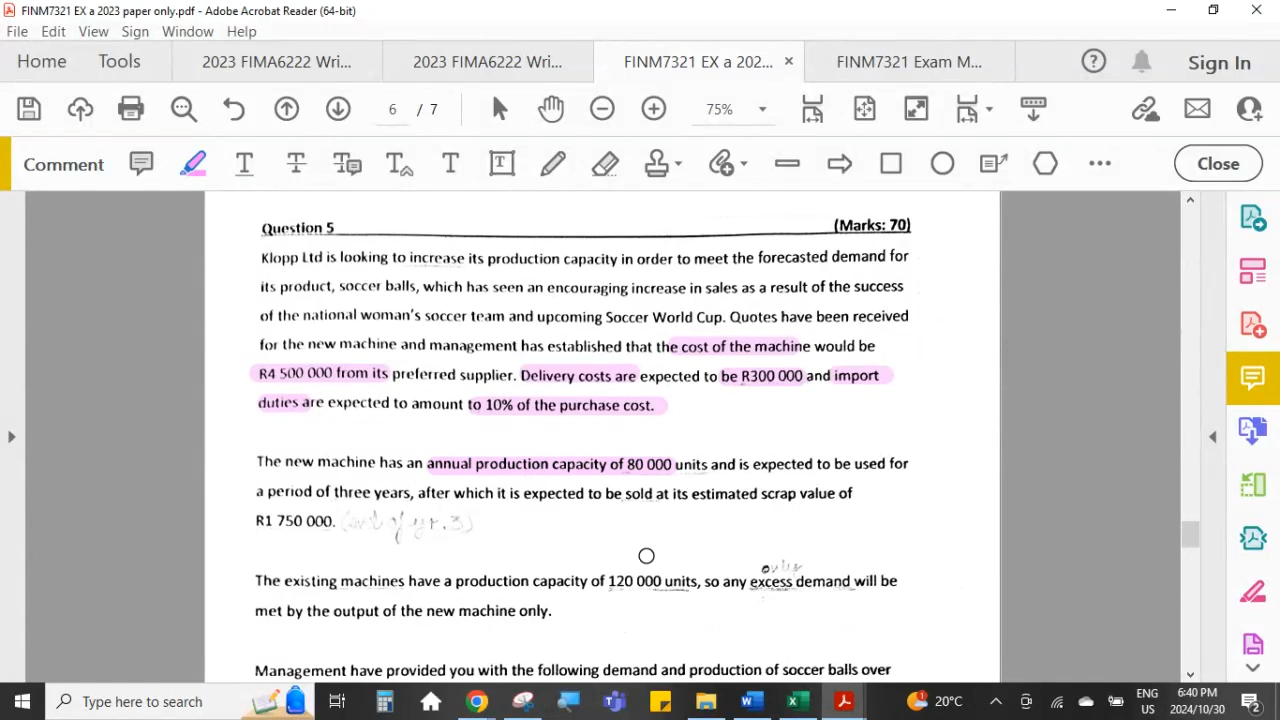 FINM7321 EX a 2023 paper only.pdf - Adobe Acrobat Reader (64-bit)
File Edit View Sign Window Help
Home Tools 2023 FIMA6222 Wri... 2023 FIMA6222 Wri... FINM7321 EX a 202... FINM7321 Exam M... Sign In
6 / 7 75%
Comment Close
Question 5 (Marks: 70)
Klopp Ltd is looking to increase its production capacity in order to meet the forecasted demand for
its product, soccer balls, which has seen an encouraging increase in sales as a result of the success
of the national woman's soccer team and upcoming Soccer World Cup. Quotes have been received
for the new machine and management has established that the cost of the machine would be
R4 500 000 from its preferred supplier. Delivery costs are expected to be R300 000 and import
duties are expected to amount to 10% of the purchase cost.
The new machine has an annual production capacity of 80 000 units and is expected to be used for
a period of three years, after which it is expected to be sold at its estimated scrap value of
R1 750 000. (end of yr. 3)
only
The existing machines have a production capacity of 120 000 units, so any excess demand will be
met by the output of the new machine only.
Management have provided you with the following demand and production of soccer balls over
Type here to search
1
20°C
ENG
US
6:40 PM
2024/10/30
2